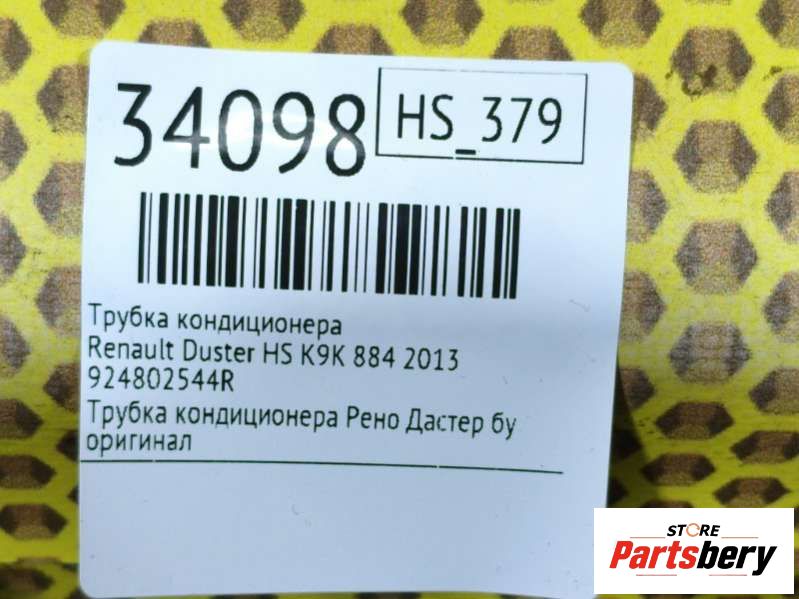 34098
HS_379
Трубка кондиционера
Renault Duster HS K9K 884 2013
924802544R
Трубка кондиционера Рено Дастер бу
оригинал
STORE
Partsbery